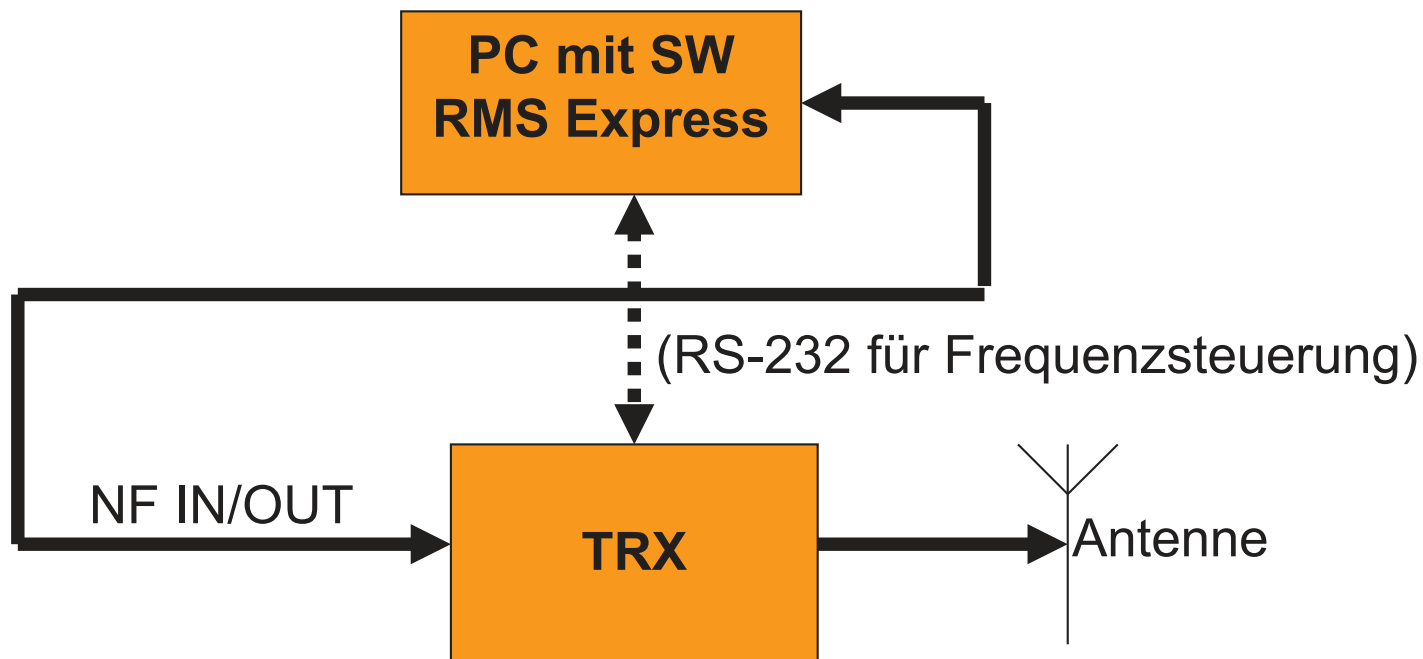 PC mit SW
RMS Express
(RS-232 für Frequenzsteuerung)
NF IN/OUT
TRX
Antenne